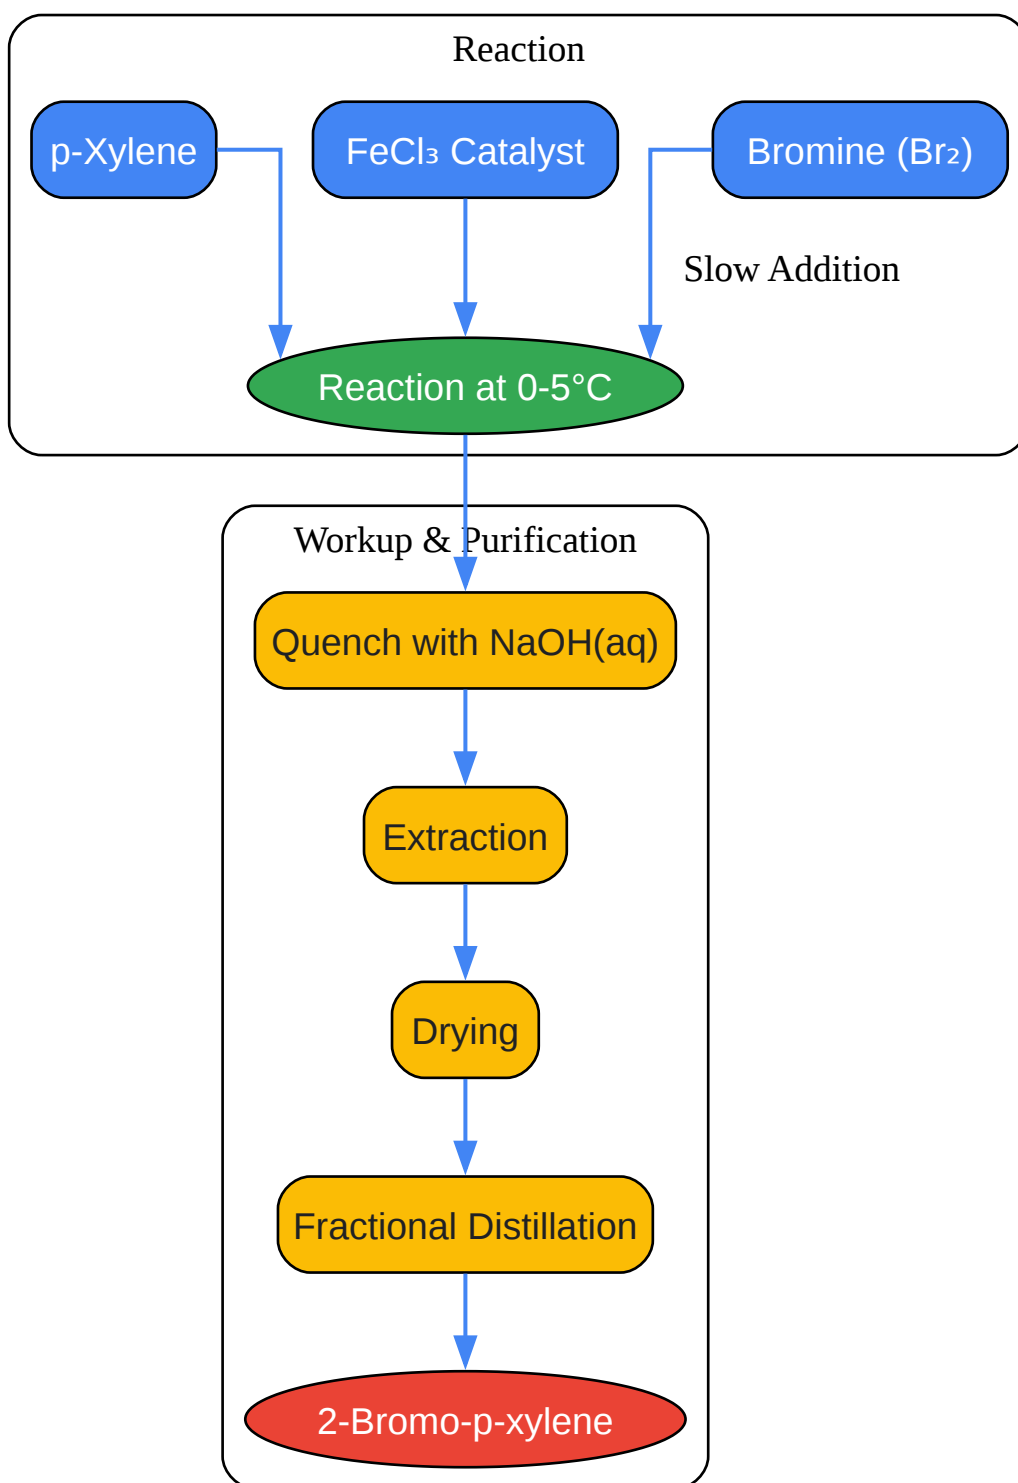 Reaction
p-Xylene
FeCl₃ Catalyst
Bromine (Br₂)
Slow Addition
Reaction at 0-5°C
Workup & Purification
Quench with NaOH(aq)
Extraction
Drying
Fractional Distillation
2-Bromo-p-xylene